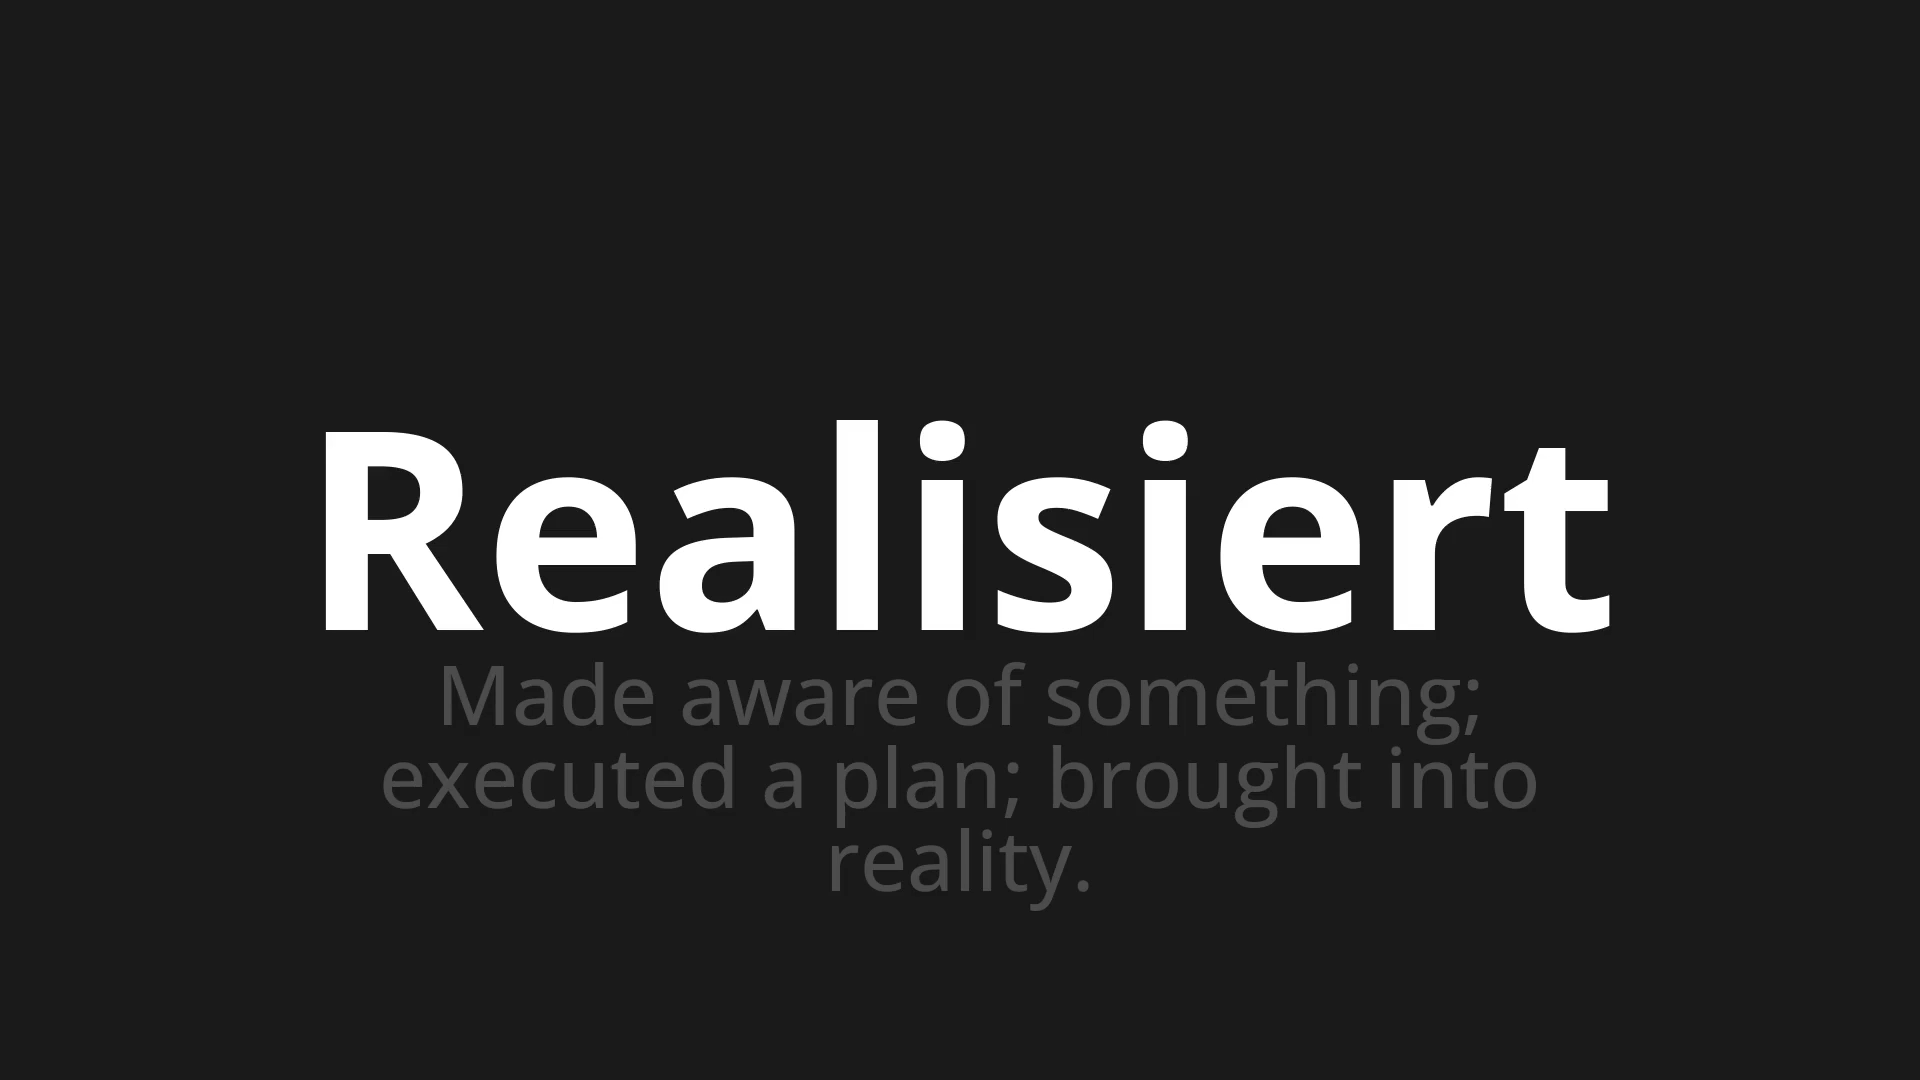 Realisiert
Made aware of something;
executed a plan; brought into
reality.